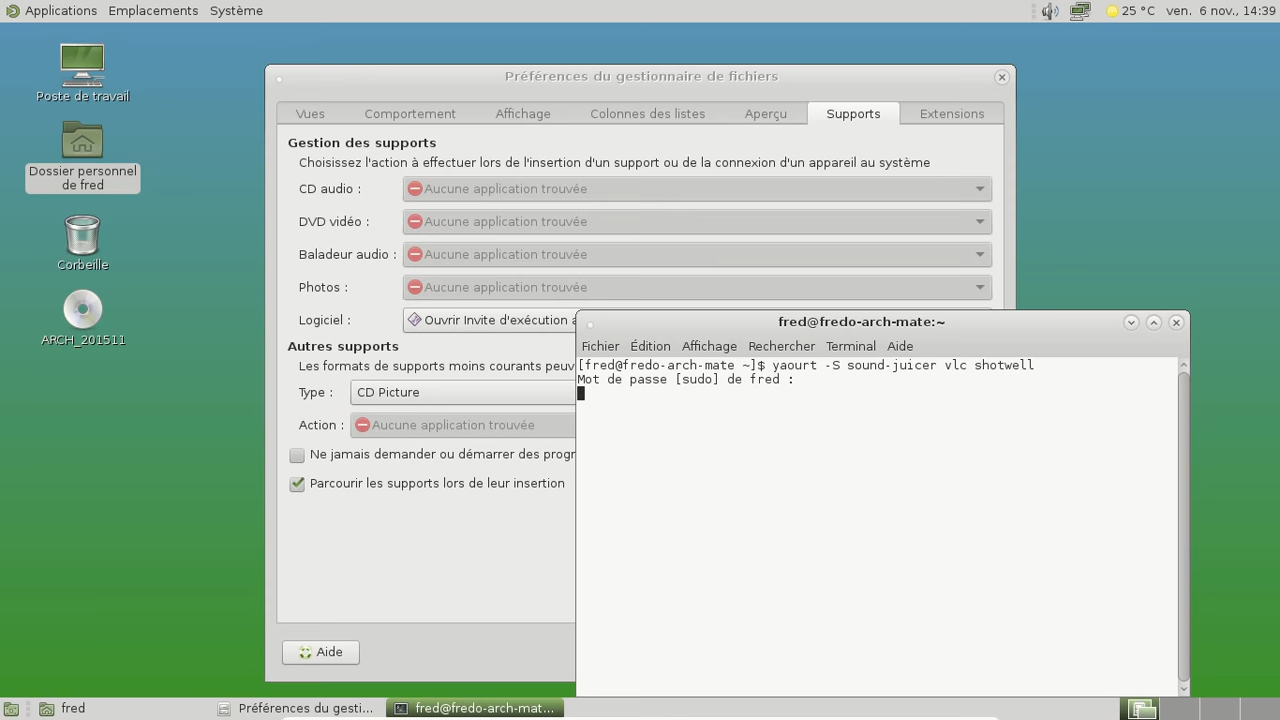 Applications Emplacements Système
25 °C ven. 6 nov., 14:39
Poste de travail
Dossier personnel
de fred
Corbeille
ARCH_201511
Préférences du gestionnaire de fichiers
Vues Comportement Affichage Colonnes des listes Aperçu Supports Extensions
Gestion des supports
Choisissez l'action à effectuer lors de l'insertion d'un support ou de la connexion d'un appareil au système
CD audio : Aucune application trouvée
DVD vidéo : Aucune application trouvée
Baladeur audio : Aucune application trouvée
Photos : Aucune application trouvée
Logiciel : Ouvrir Invite d'exécution a
Autres supports
Les formats de supports moins courants peuv
Type : CD Picture
Action : Aucune application trouvée
Ne jamais demander ou démarrer des progr
Parcourir les supports lors de leur insertion
Aide
fred@fredo-arch-mate:~
Fichier Édition Affichage Rechercher Terminal Aide
[fred@fredo-arch-mate ~]$ yaourt -S sound-juicer vlc shotwell
Mot de passe [sudo] de fred :
fred Préférences du gesti... fred@fredo-arch-mat...